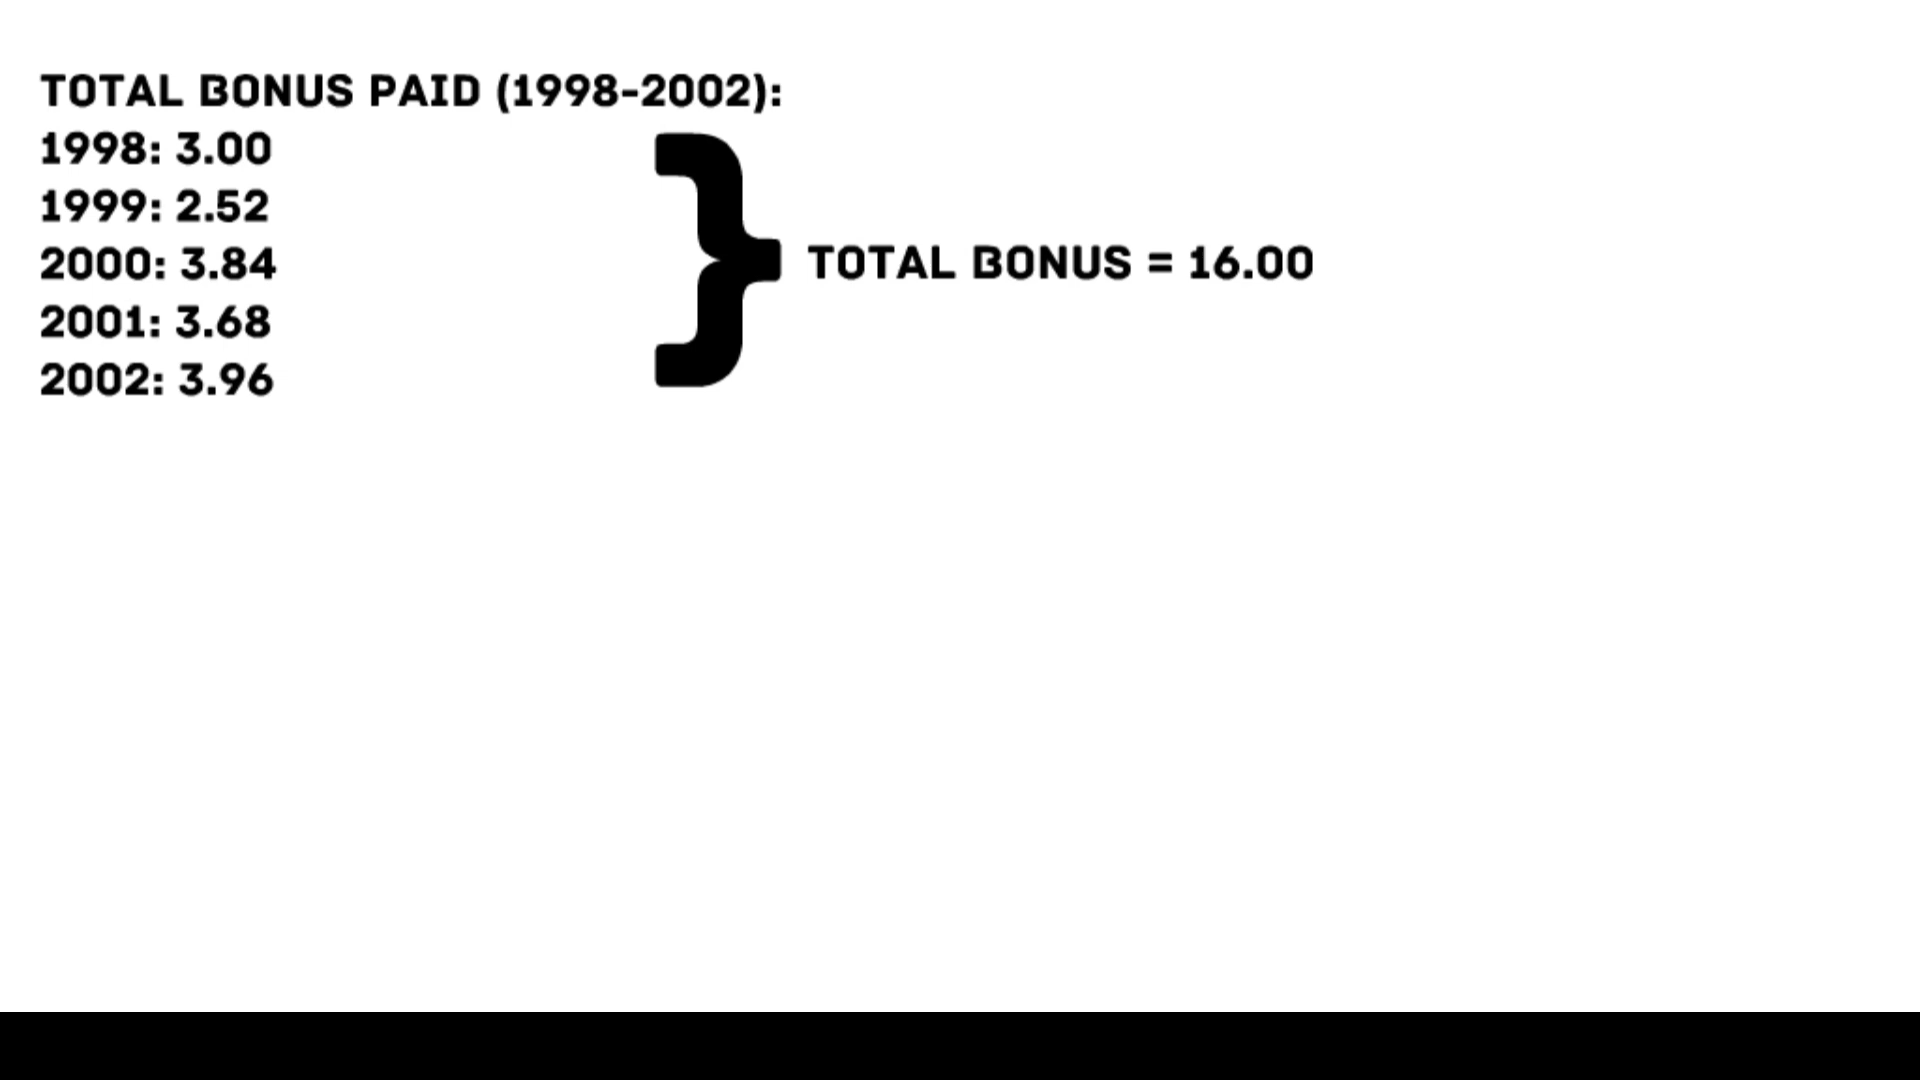 TOTAL BONUS PAID (1998-2002):
1998: 3.00
1999: 2.52
2000: 3.84
2001: 3.68
2002: 3.96
TOTAL BONUS = 16.00